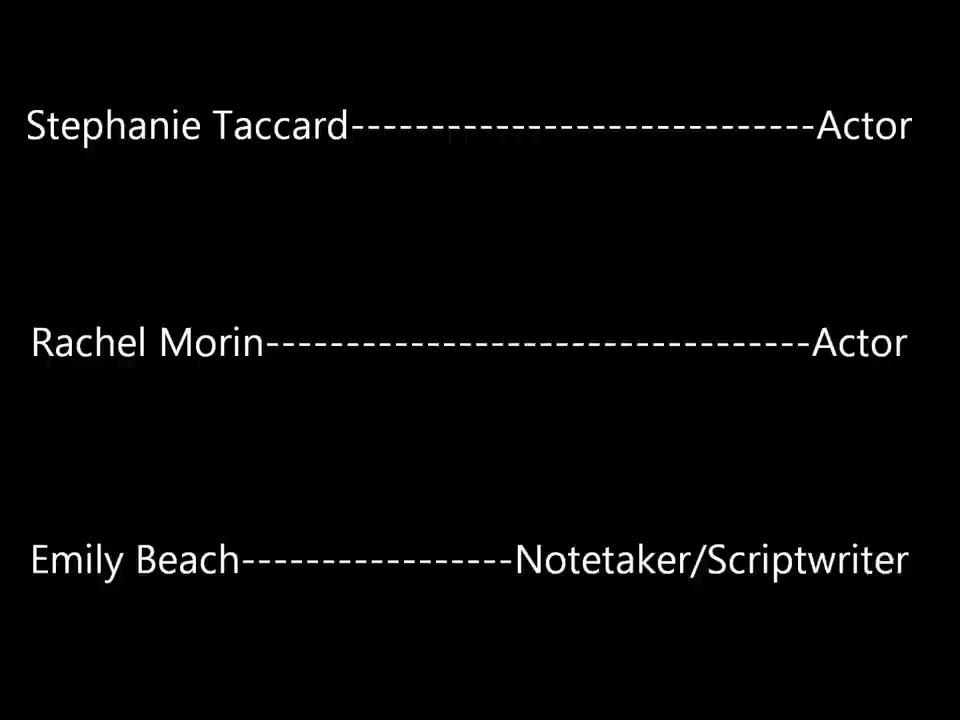 Stephanie Taccard-----------------------------Actor
Rachel Morin----------------------------------Actor
Emily Beach-----------------Notetaker/Scriptwriter